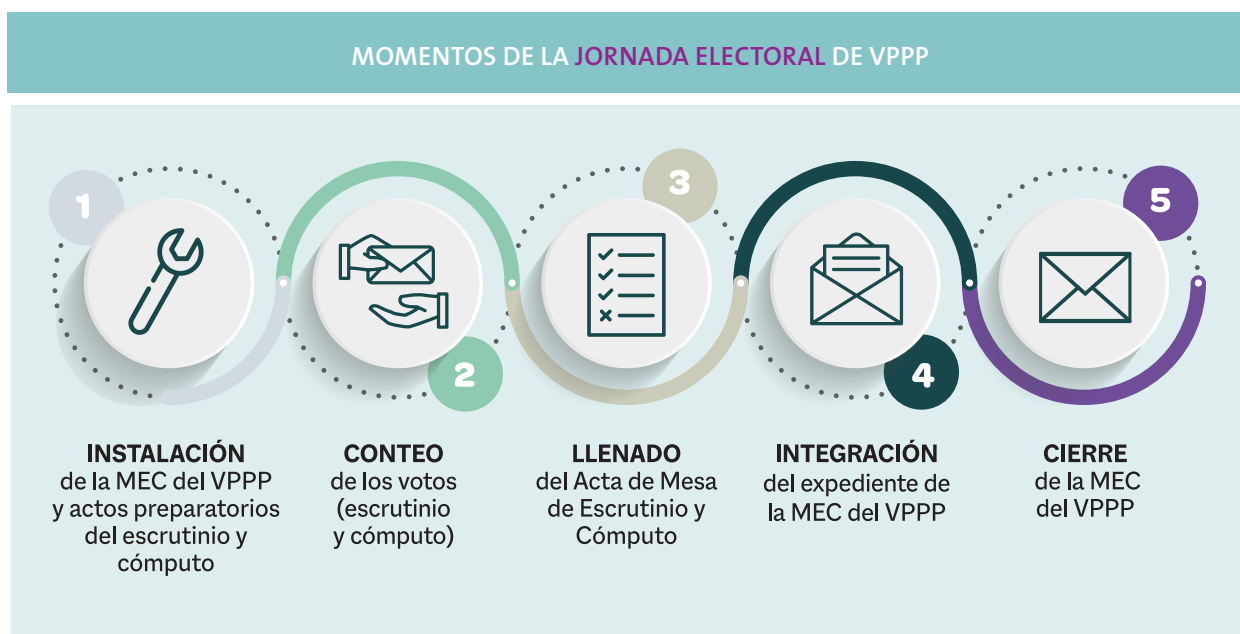 MOMENTOS DE LA JORNADA ELECTORAL DE VPPP
1
INSTALACIÓN
de la MEC del VPPP
y actos preparatorios
del escrutinio y
cómputo
2
CONTEO
de los votos
(escrutinio
y cómputo)
3
LLENADO
del Acta de Mesa
de Escrutinio y
Cómputo
4
INTEGRACIÓN
del expediente de
la MEC del VPPP
5
CIERRE
de la MEC
del VPPP